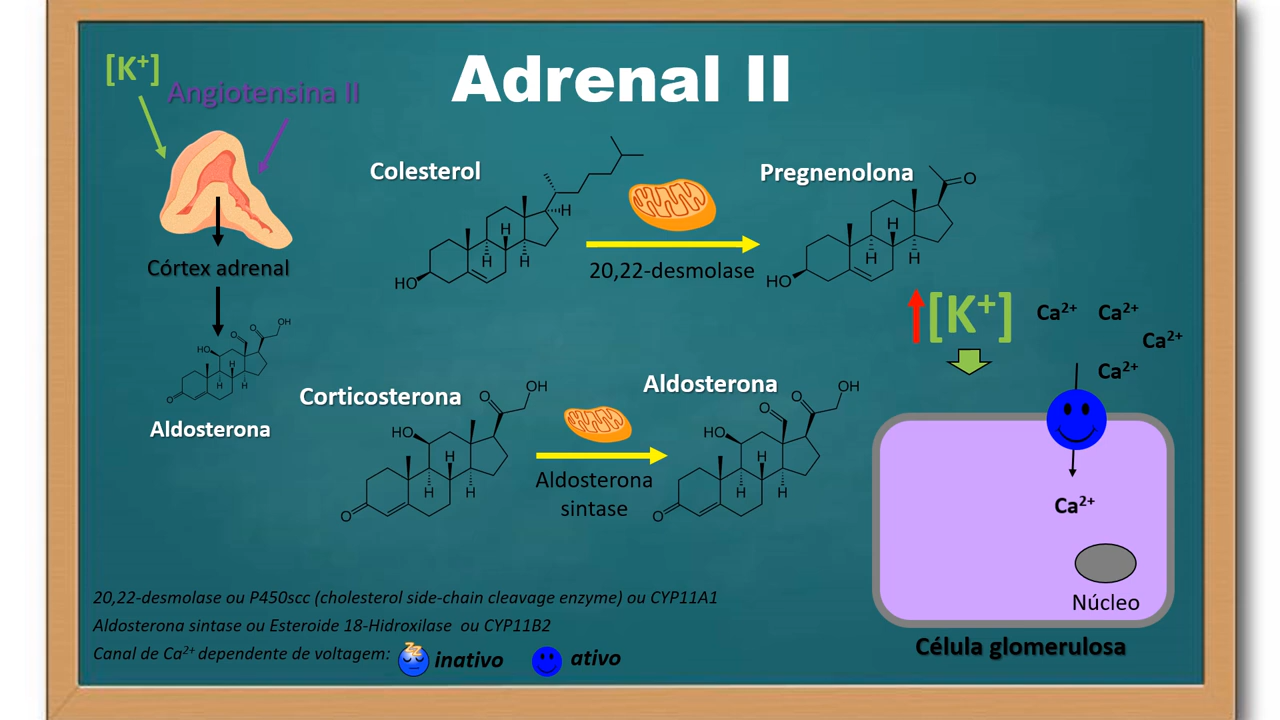 Adrenal II
[K⁺]
Angiotensina II
Córtex adrenal
OH
O
O
HO
H
H
H
O
Aldosterona
Colesterol
H
H
H
H
HO
20,22-desmolase
Pregnenolona
O
H
H
H
HO
Corticosterona
OH
O
HO
H
H
H
O
Aldosterona
sintase
Aldosterona
OH
O
O
HO
H
H
H
O
[K⁺]
Ca²⁺ Ca²⁺
Ca²⁺
Ca²⁺
Ca²⁺
Núcleo
Célula glomerulosa
20,22-desmolase ou P450scc (cholesterol side-chain cleavage enzyme) ou CYP11A1
Aldosterona sintase ou Esteroide 18-Hidroxilase ou CYP11B2
Canal de Ca²⁺ dependente de voltagem: ZZ inativo ativo